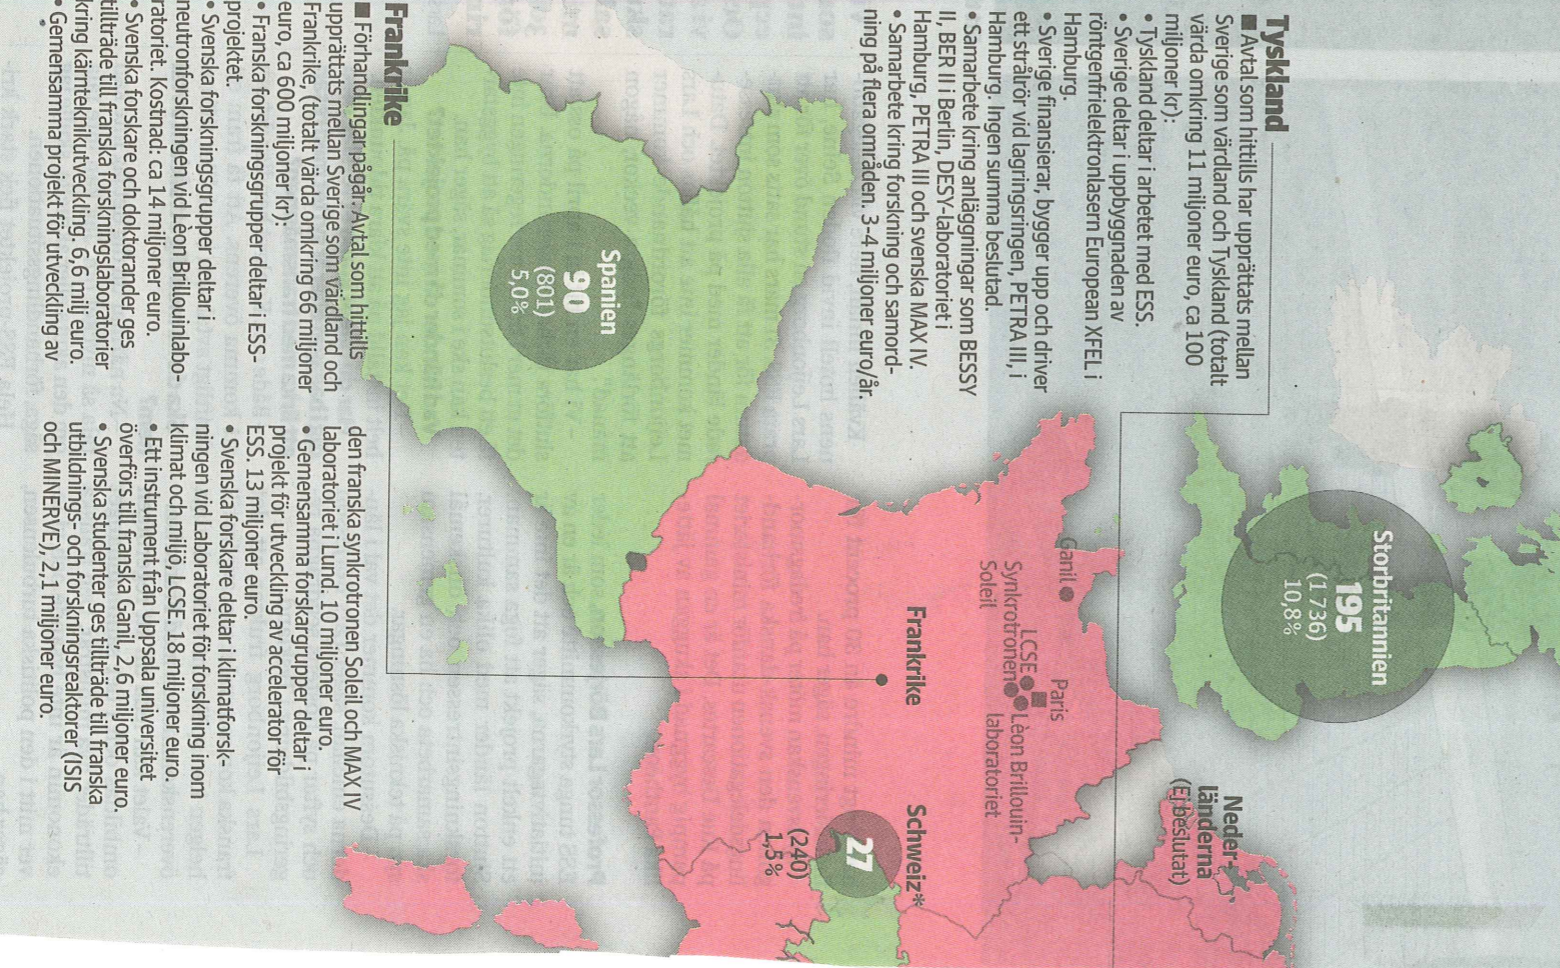 Tyskland
■ Avtal som hittills har upprättats mellan
Sverige som värdland och Tyskland (totalt
värda omkring 11 miljoner euro, ca 100
miljoner kr):
• Tyskland deltar i arbetet med ESS.
• Sverige deltar i uppbyggnaden av
röntgenfrielektronlasern European XFEL i
Hamburg.
• Sverige finansierar, bygger upp och driver
ett strålrör vid lagringsringen, PETRA III, i
Hamburg. Ingen summa beslutad.
• Samarbete kring anläggningar som BESSY
II, BER II i Berlin, DESY-laboratoriet i
Hamburg, PETRA III och svenska MAX IV.
• Samarbete kring forskning och samord-
ning på flera områden. 3-4 miljoner euro/år.
Storbritannien
195
(1 736)
10,8%
Neder-
länderna
(Ej beslutat)
Ganil
Paris
LCSE
Synkrotronen
Soleil
Lèon Brillouin-
laboratoriet
Frankrike
Schweiz*
27
(240)
1,5%
Spanien
90
(801)
5,0%
Frankrike
■ Förhandlingar pågår. Avtal som hittills
upprättats mellan Sverige som värdland och
Frankrike, (totalt värda omkring 66 miljoner
euro, ca 600 miljoner kr):
• Franska forskningsgrupper deltar i ESS-
projektet.
• Svenska forskningsgrupper deltar i
neutronforskningen vid Lèon Brillounlabo-
ratoriet. Kostnad: ca 14 miljoner euro.
• Svenska forskare och doktorander ges
tillträde till franska forskningslaboratorier
kring kärnteknikutveckling. 6,6 milj euro.
• Gemensamma projekt för utveckling av
den franska synkrotronen Soleil och MAX IV
laboratoriet i Lund. 10 miljoner euro.
• Gemensamma forskargrupper deltar i
projekt för utveckling av accelerator för
ESS. 13 miljoner euro.
• Svenska forskare deltar i klimatforsk-
ningen vid Laboratoriet för forskning inom
klimat och miljö, LCSE. 18 miljoner euro.
• Ett instrument från Uppsala universitet
överförs till franska Ganil, 2,6 miljoner euro.
• Svenska studenter ges tillträde till franska
utbildnings- och forskningsreaktorer (ISIS
och MINERVE), 2,1 miljoner euro.